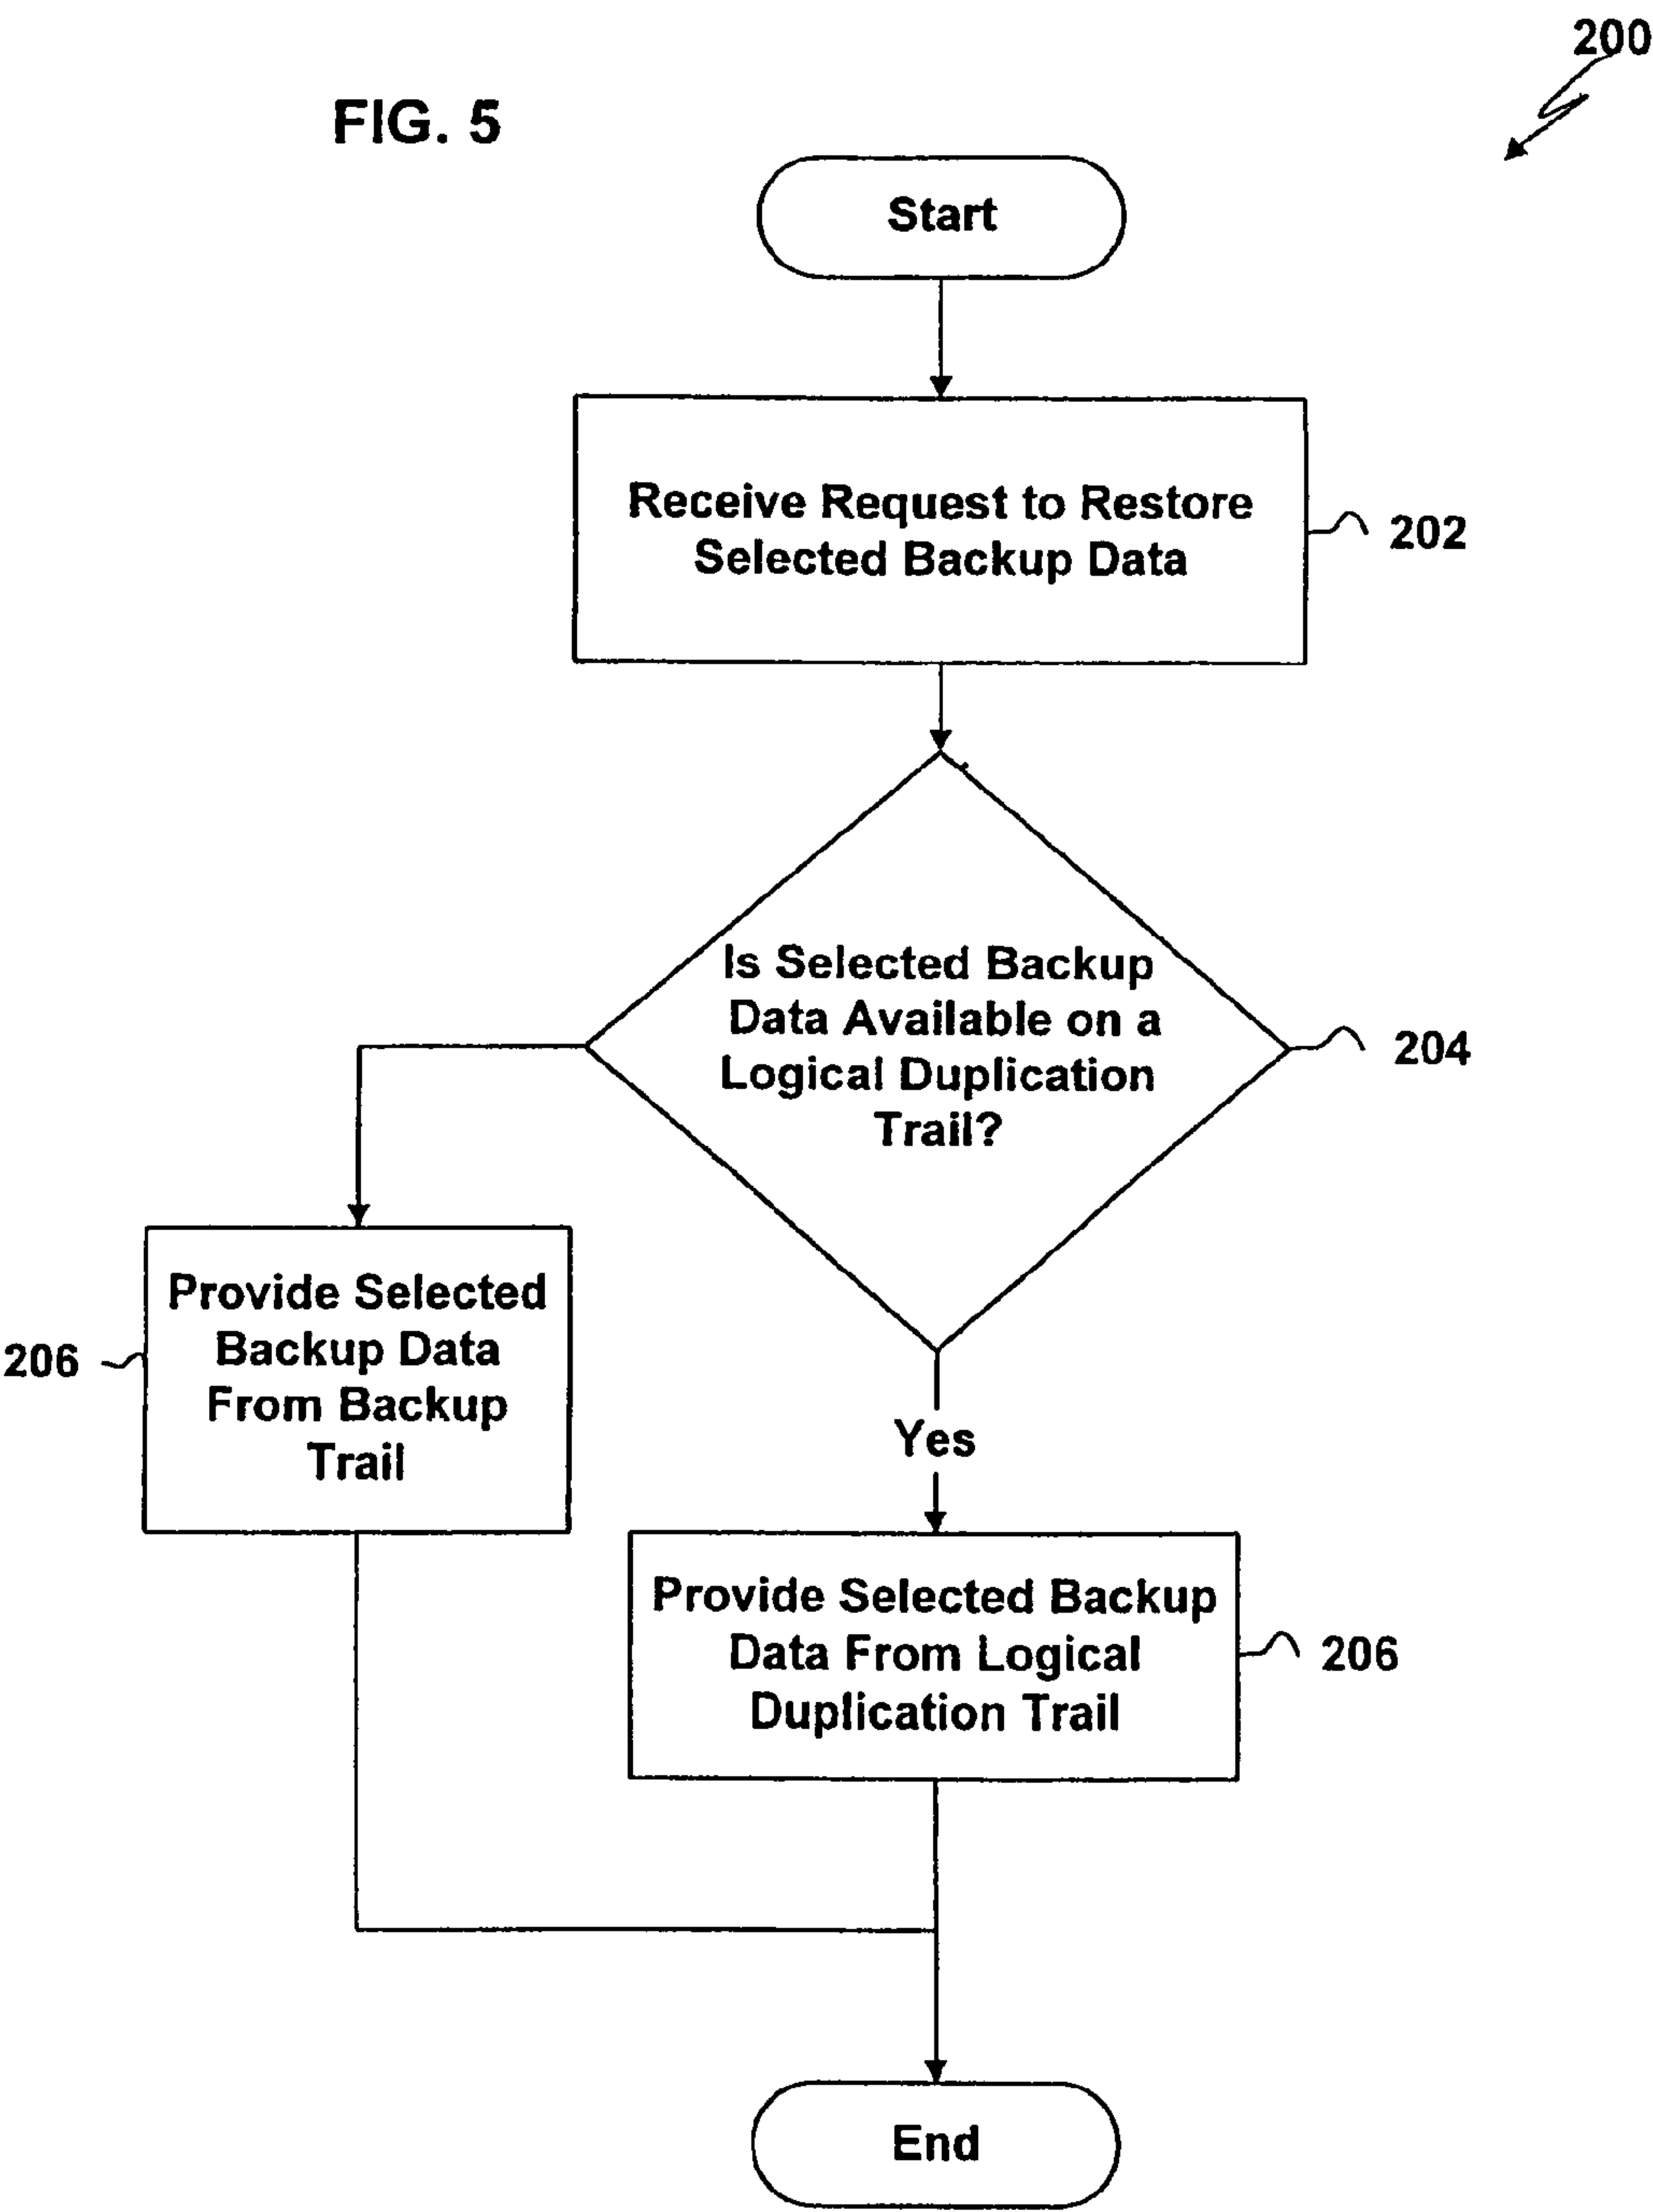 200
FIG. 5
Start
Receive Request to Restore
Selected Backup Data
202
Is Selected Backup
Data Available on a
Logical Duplication
Trail?
204
Provide Selected
Backup Data
From Backup
Trail
206
Yes
Provide Selected Backup
Data From Logical
Duplication Trail
206
End